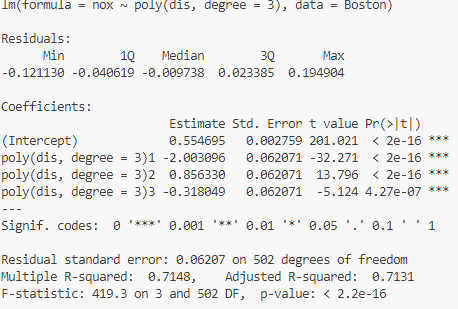 lm(formula = nox ~ poly(dis, degree = 3), data = Boston)
Residuals:
Min 1Q Median 3Q Max
-0.121130 -0.040619 -0.009738 0.023385 0.194904
Coefficients:
Estimate Std. Error t value Pr(>|t|)
(Intercept) 0.554695 0.002759 201.021 < 2e-16 ***
poly(dis, degree = 3)1 -2.003096 0.062071 -32.271 < 2e-16 ***
poly(dis, degree = 3)2 0.856330 0.062071 13.796 < 2e-16 ***
poly(dis, degree = 3)3 -0.318049 0.062071 -5.124 4.27e-07 ***
---
Signif. codes: 0 '***' 0.001 '**' 0.01 '*' 0.05 '.' 0.1 ' ' 1
Residual standard error: 0.06207 on 502 degrees of freedom
Multiple R-squared: 0.7148, Adjusted R-squared: 0.7131
F-statistic: 419.3 on 3 and 502 DF, p-value: < 2.2e-16